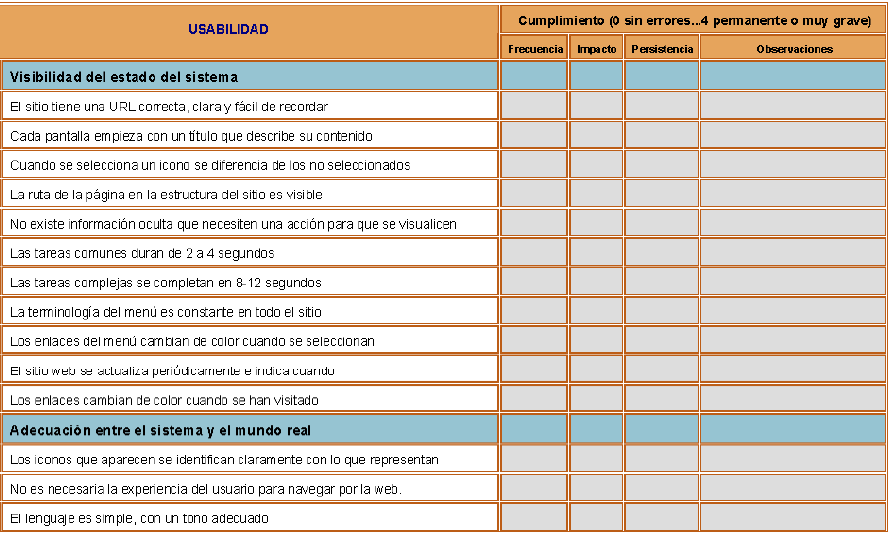 USABILIDAD
Cumplimiento (0 sin errores...4 permanente o muy grave)
Frecuencia Impacto Persistencia Observaciones
Visibilidad del estado del sistema
El sitio tiene una URL correcta, clara y fácil de recordar
Cada pantalla empieza con un título que describe su contenido
Cuando se selecciona un icono se diferencia de los no seleccionados
La ruta de la página en la estructura del sitio es visible
No existe información oculta que necesiten una acción para que se visualicen
Las tareas comunes duran de 2 a 4 segundos
Las tareas complejas se completan en 8-12 segundos
La terminología del menú es constante en todo el sitio
Los enlaces del menú cambian de color cuando se seleccionan
El sitio web se actualiza periódicamente e indica cuando
Los enlaces cambian de color cuando se han visitado
Adecuación entre el sistema y el mundo real
Los iconos que aparecen se identifican claramente con lo que representan
No es necesaria la experiencia del usuario para navegar por la web.
El lenguaje es simple, con un tono adecuado